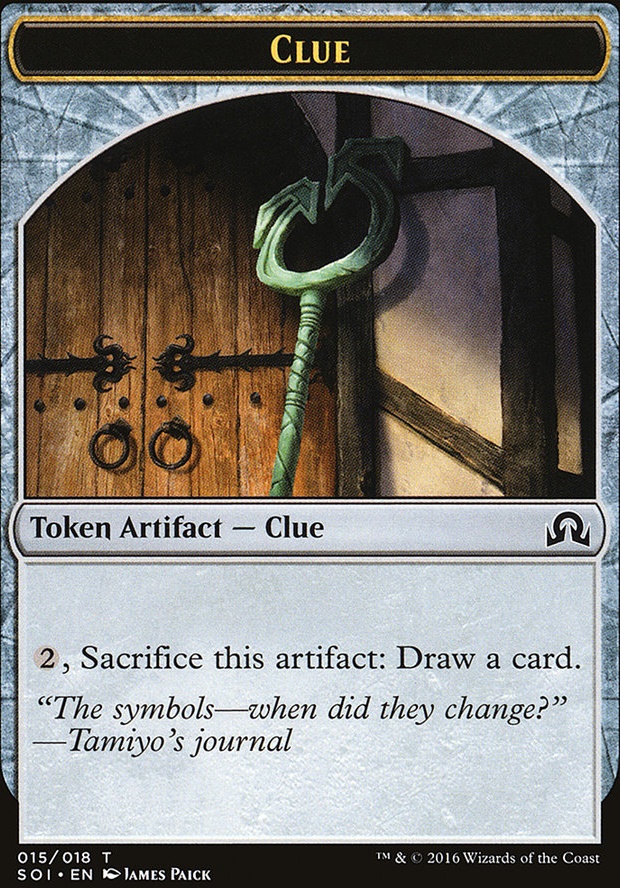 CLUE
Token Artifact — Clue
2, Sacrifice this artifact: Draw a card.
“The symbols—when did they change?”
—Tamiyo’s journal
015/018 T
SOI • EN JAMES PAICK
™ & © 2016 Wizards of the Coast